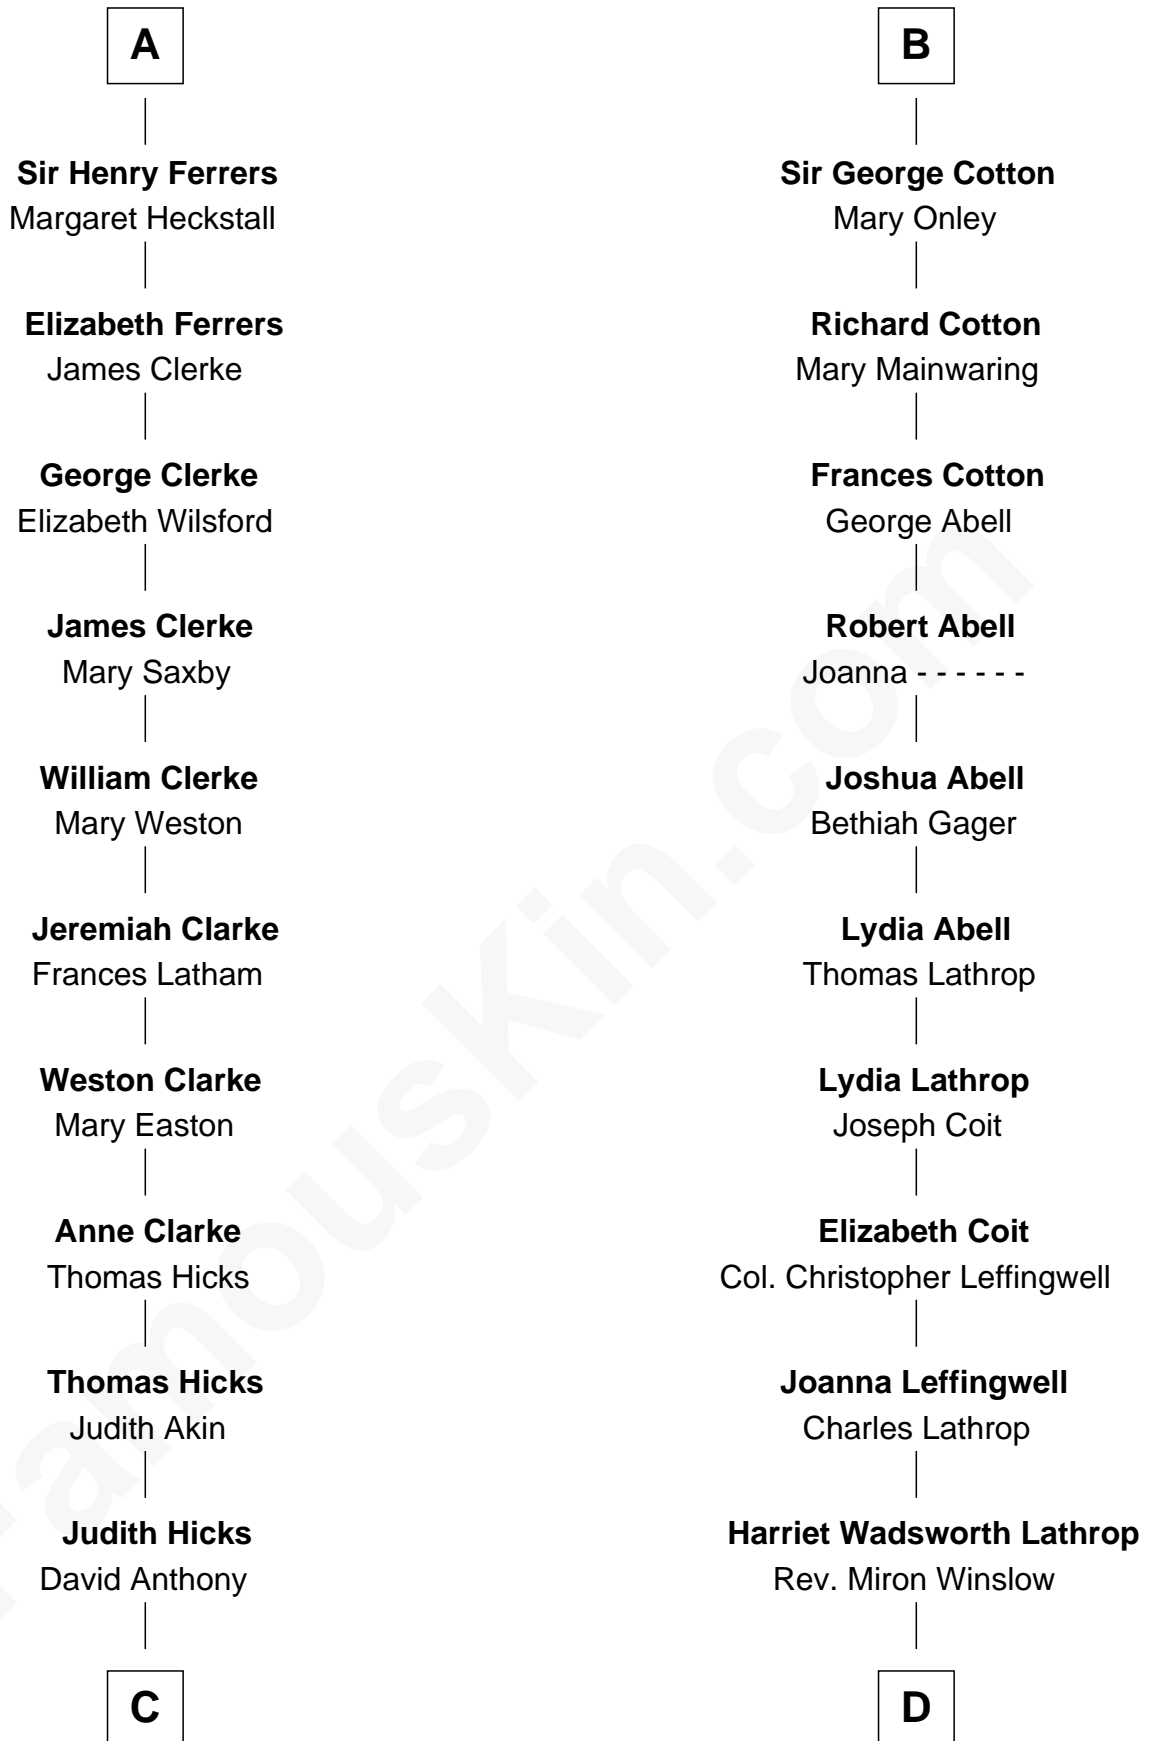 A
Sir Henry Ferrers
Margaret Heckstall
Elizabeth Ferrers
James Clerke
George Clerke
Elizabeth Wilsford
James Clerke
Mary Saxby
William Clerke
Mary Weston
Jeremiah Clarke
Frances Latham
Weston Clarke
Mary Easton
Anne Clarke
Thomas Hicks
Thomas Hicks
Judith Akin
Judith Hicks
David Anthony
C
B
Sir George Cotton
Mary Onley
Richard Cotton
Mary Mainwaring
Frances Cotton
George Abell
Robert Abell
Joanna - - - - - -
Joshua Abell
Bethiah Gager
Lydia Abell
Thomas Lathrop
Lydia Lathrop
Joseph Coit
Elizabeth Coit
Col. Christopher Leffingwell
Joanna Leffingwell
Charles Lathrop
Harriet Wadsworth Lathrop
Rev. Miron Winslow
D
FamousKin.com